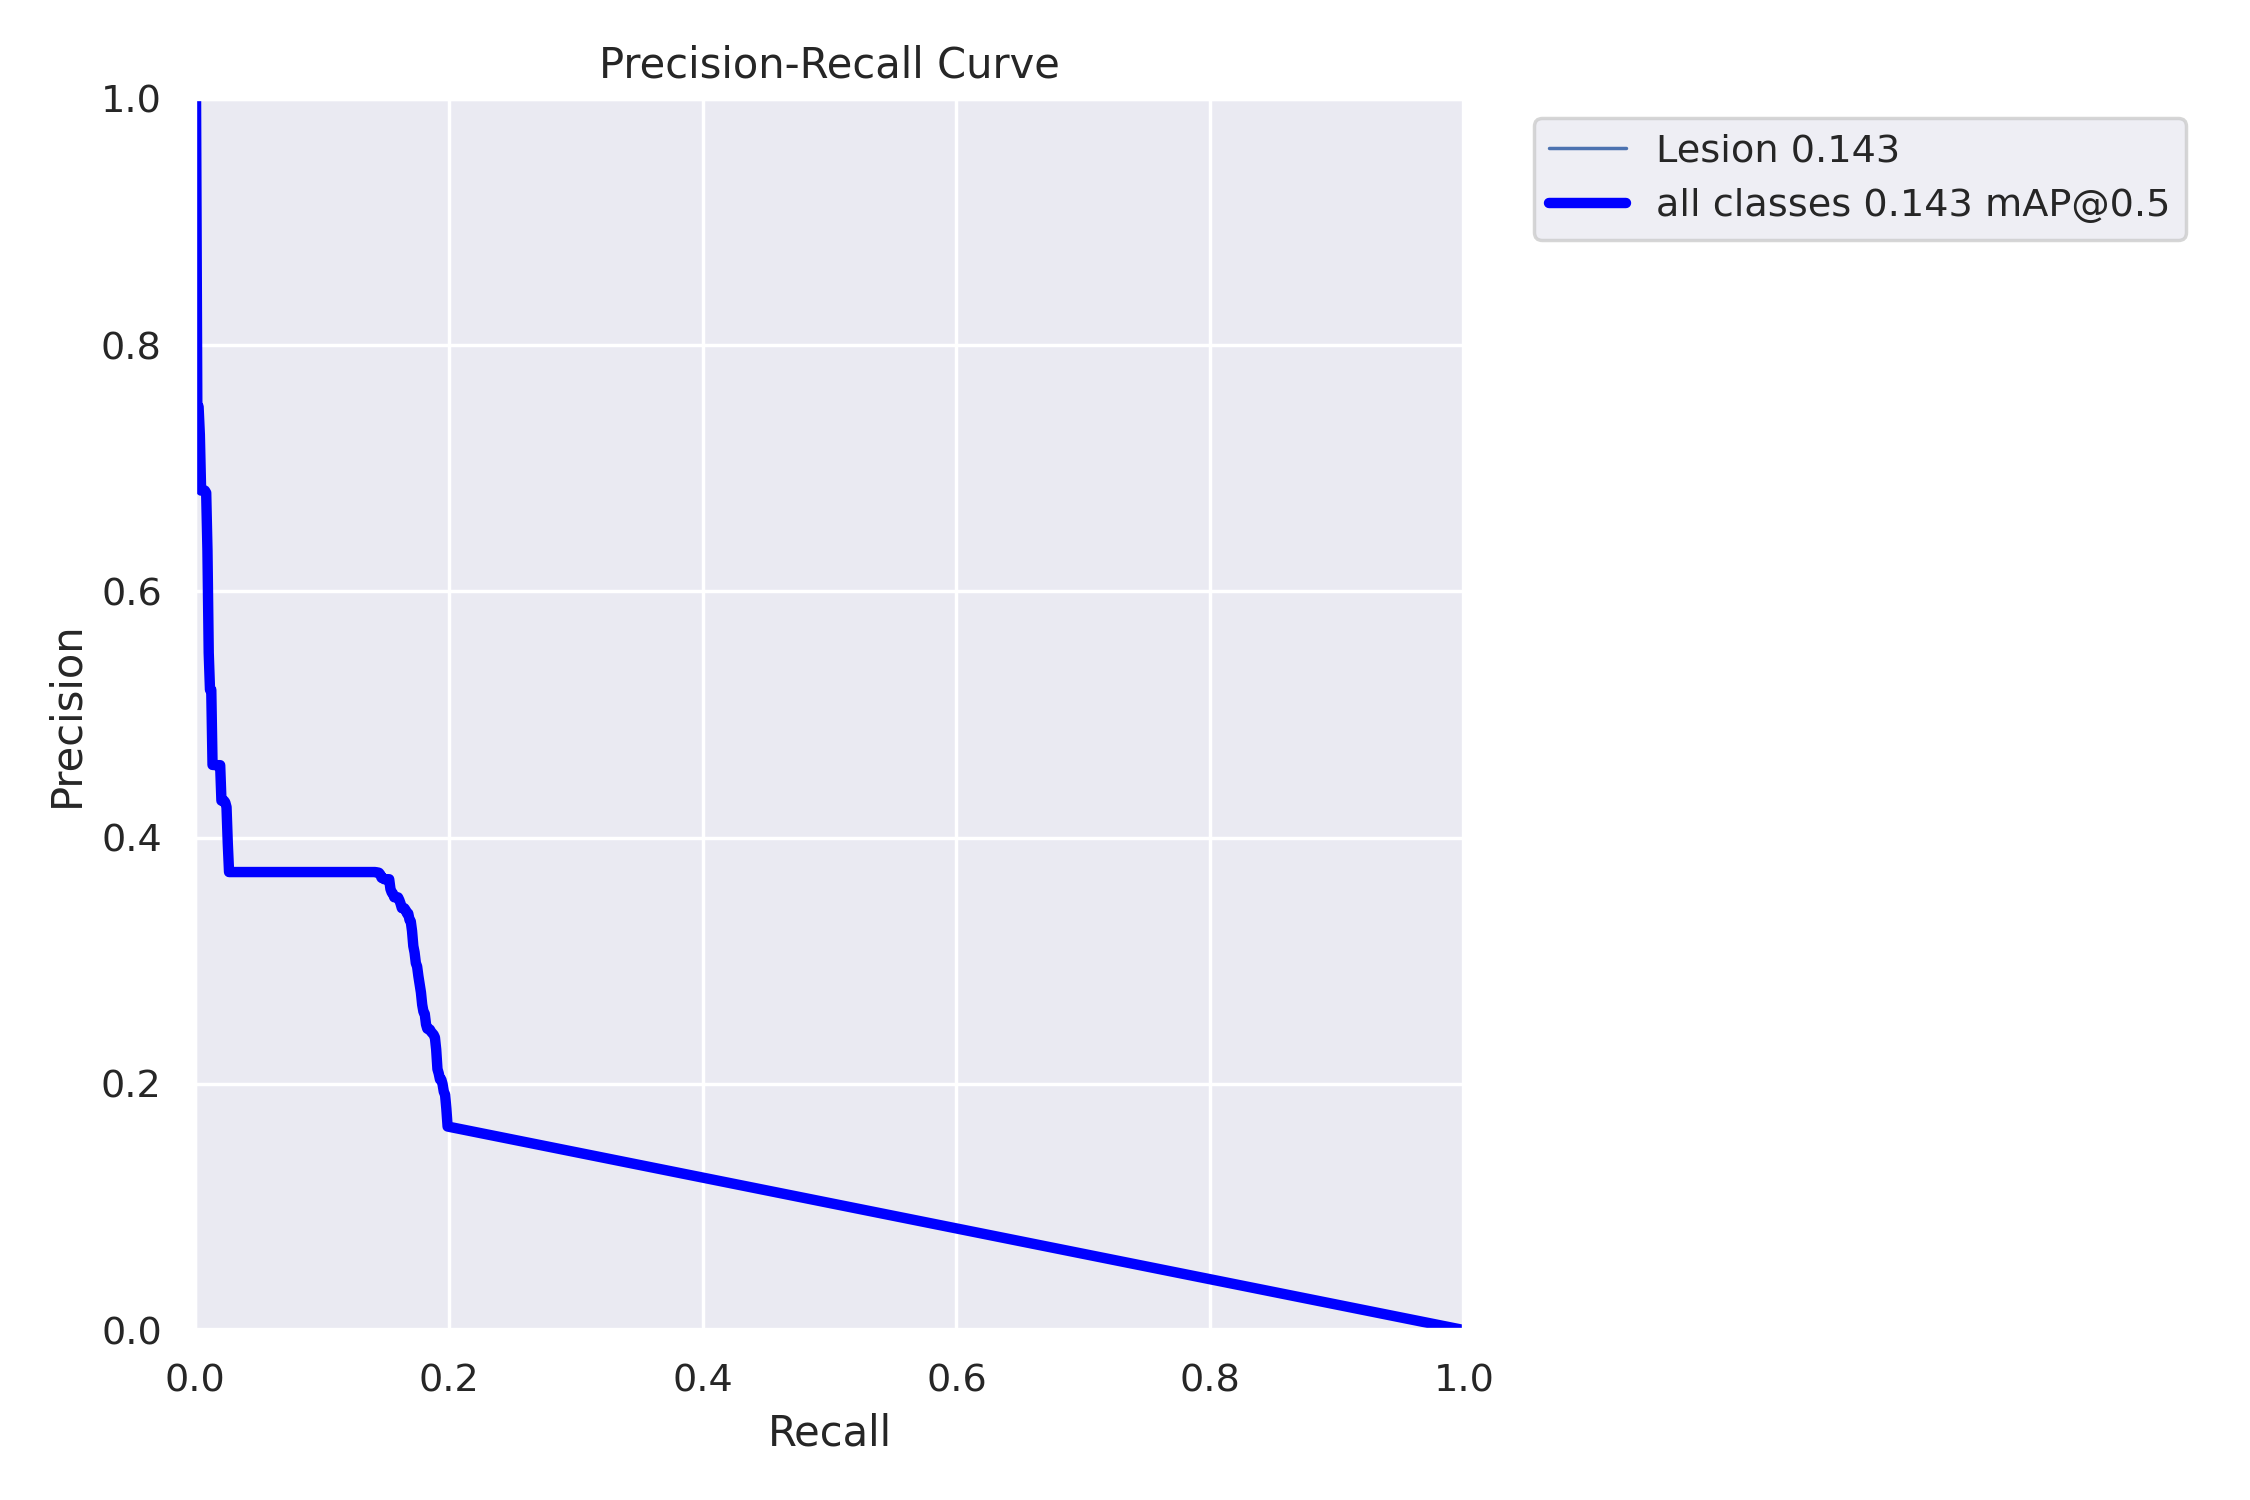 Precision-Recall Curve
Lesion 0.143
all classes 0.143 mAP@0.5
Precision
1.0
0.8
0.6
0.4
0.2
0.0
0.0 0.2 0.4 0.6 0.8 1.0
Recall